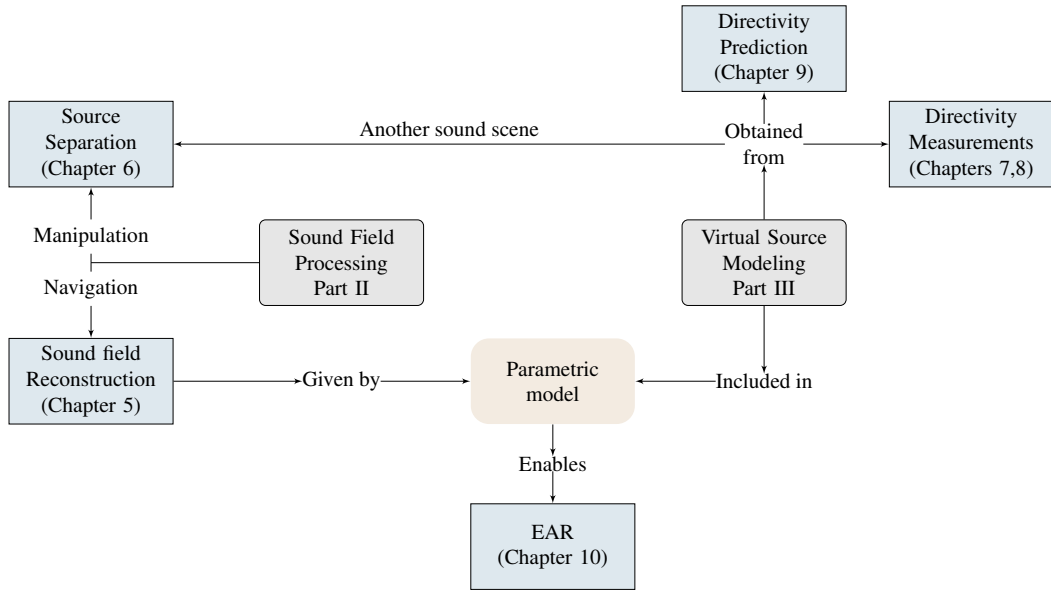 Directivity
Prediction
(Chapter 9)
Source
Separation
(Chapter 6)
Another sound scene
Obtained
from
Directivity
Measurements
(Chapters 7,8)
Manipulation
Navigation
Sound Field
Processing
Part II
Virtual Source
Modeling
Part III
Sound field
Reconstruction
(Chapter 5)
Given by
Parametric
model
Included in
Enables
EAR
(Chapter 10)